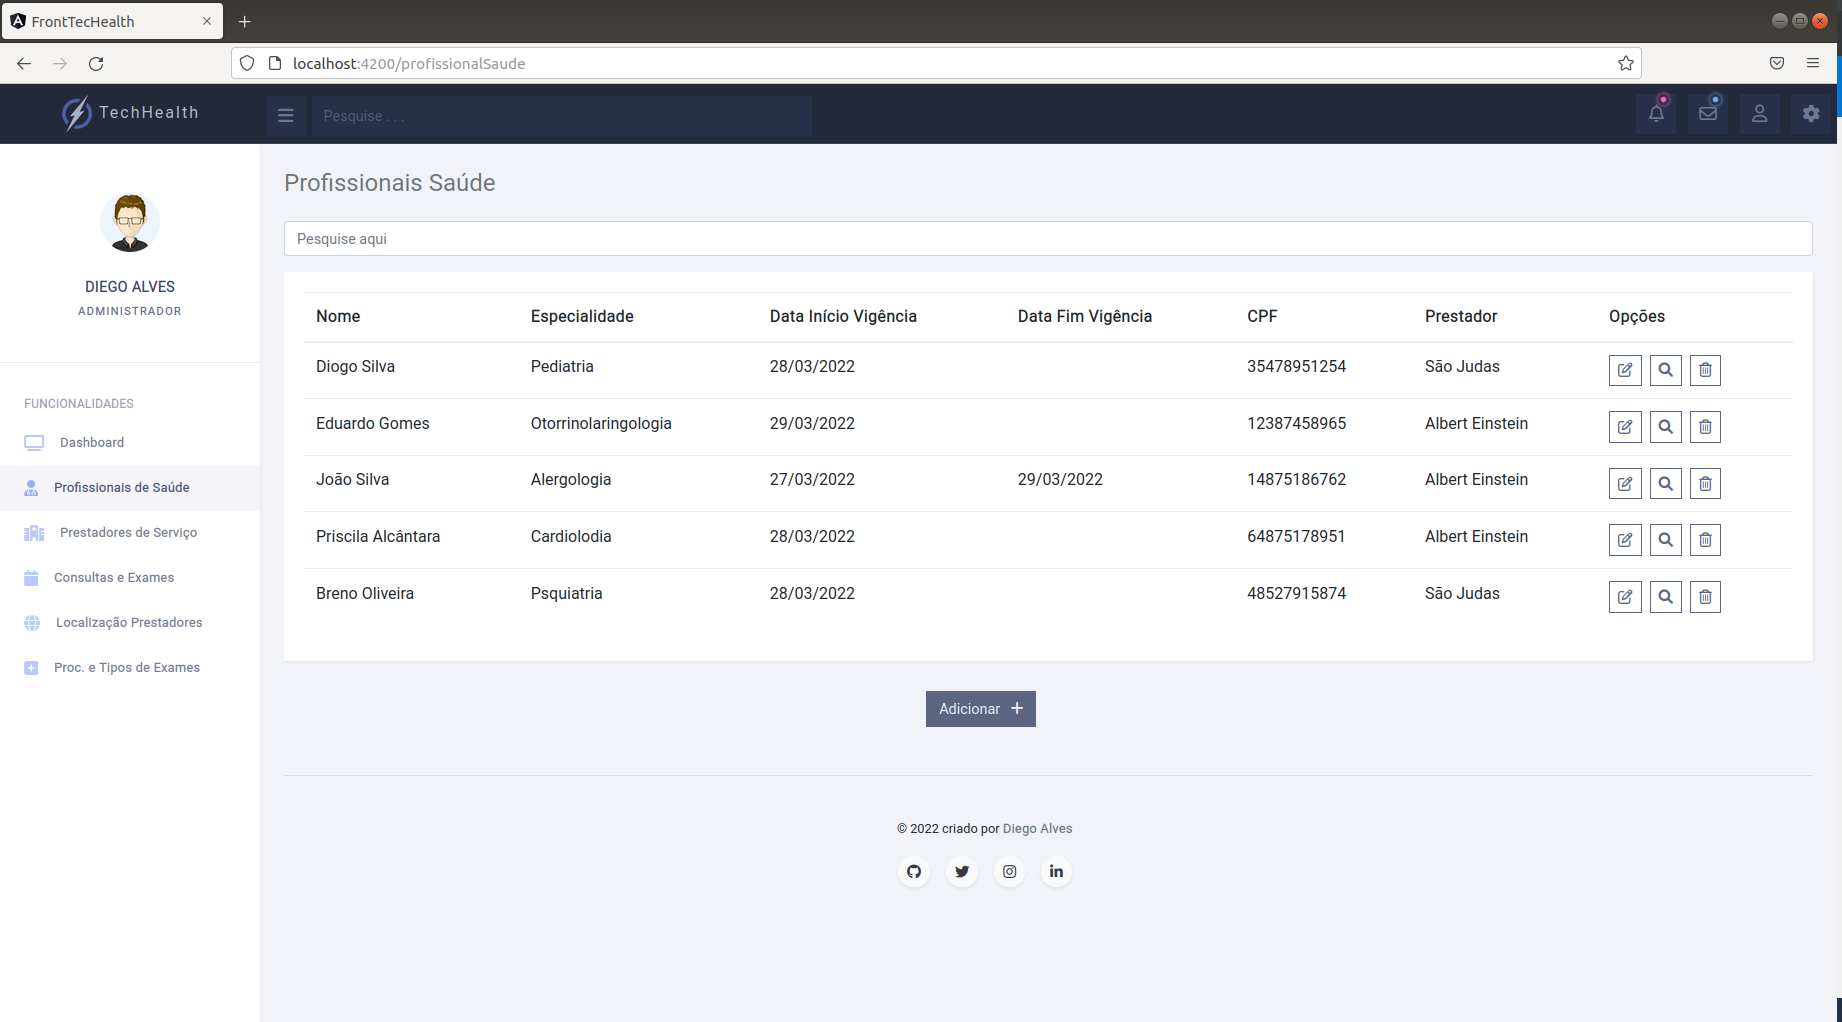 FrontTecHealth
localhost:4200/profissionalSaude
TechHealth
Pesquise . . .
DIEGO ALVES
ADMINISTRADOR
FUNCIONALIDADES
Dashboard
Profissionais de Saúde
Prestadores de Serviço
Consultas e Exames
Localização Prestadores
Proc. e Tipos de Exames
Profissionais Saúde
Pesquise aqui
Nome Especialidade Data Início Vigência Data Fim Vigência CPF Prestador Opções
Diogo Silva Pediatria 28/03/2022 35478951254 São Judas
Eduardo Gomes Otorrinolaringologia 29/03/2022 12387458965 Albert Einstein
João Silva Alergologia 27/03/2022 29/03/2022 14875186762 Albert Einstein
Priscila Alcântara Cardiolodia 28/03/2022 64875178951 Albert Einstein
Breno Oliveira Psquiatria 28/03/2022 48527915874 São Judas
Adicionar +
© 2022 criado por Diego Alves